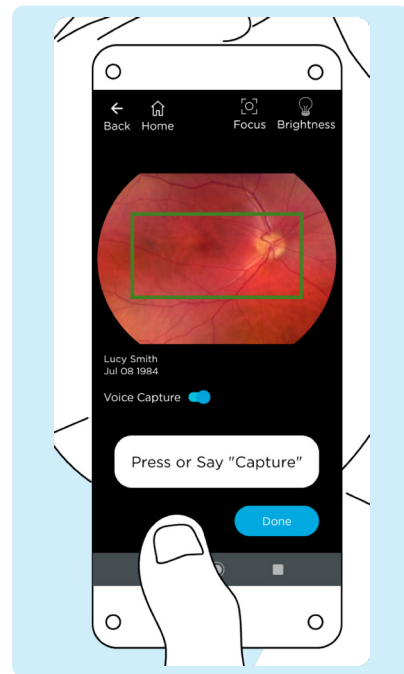 Back Home Focus Brightness
Lucy Smith
Jul 08 1984
Voice Capture
Press or Say "Capture"
Done